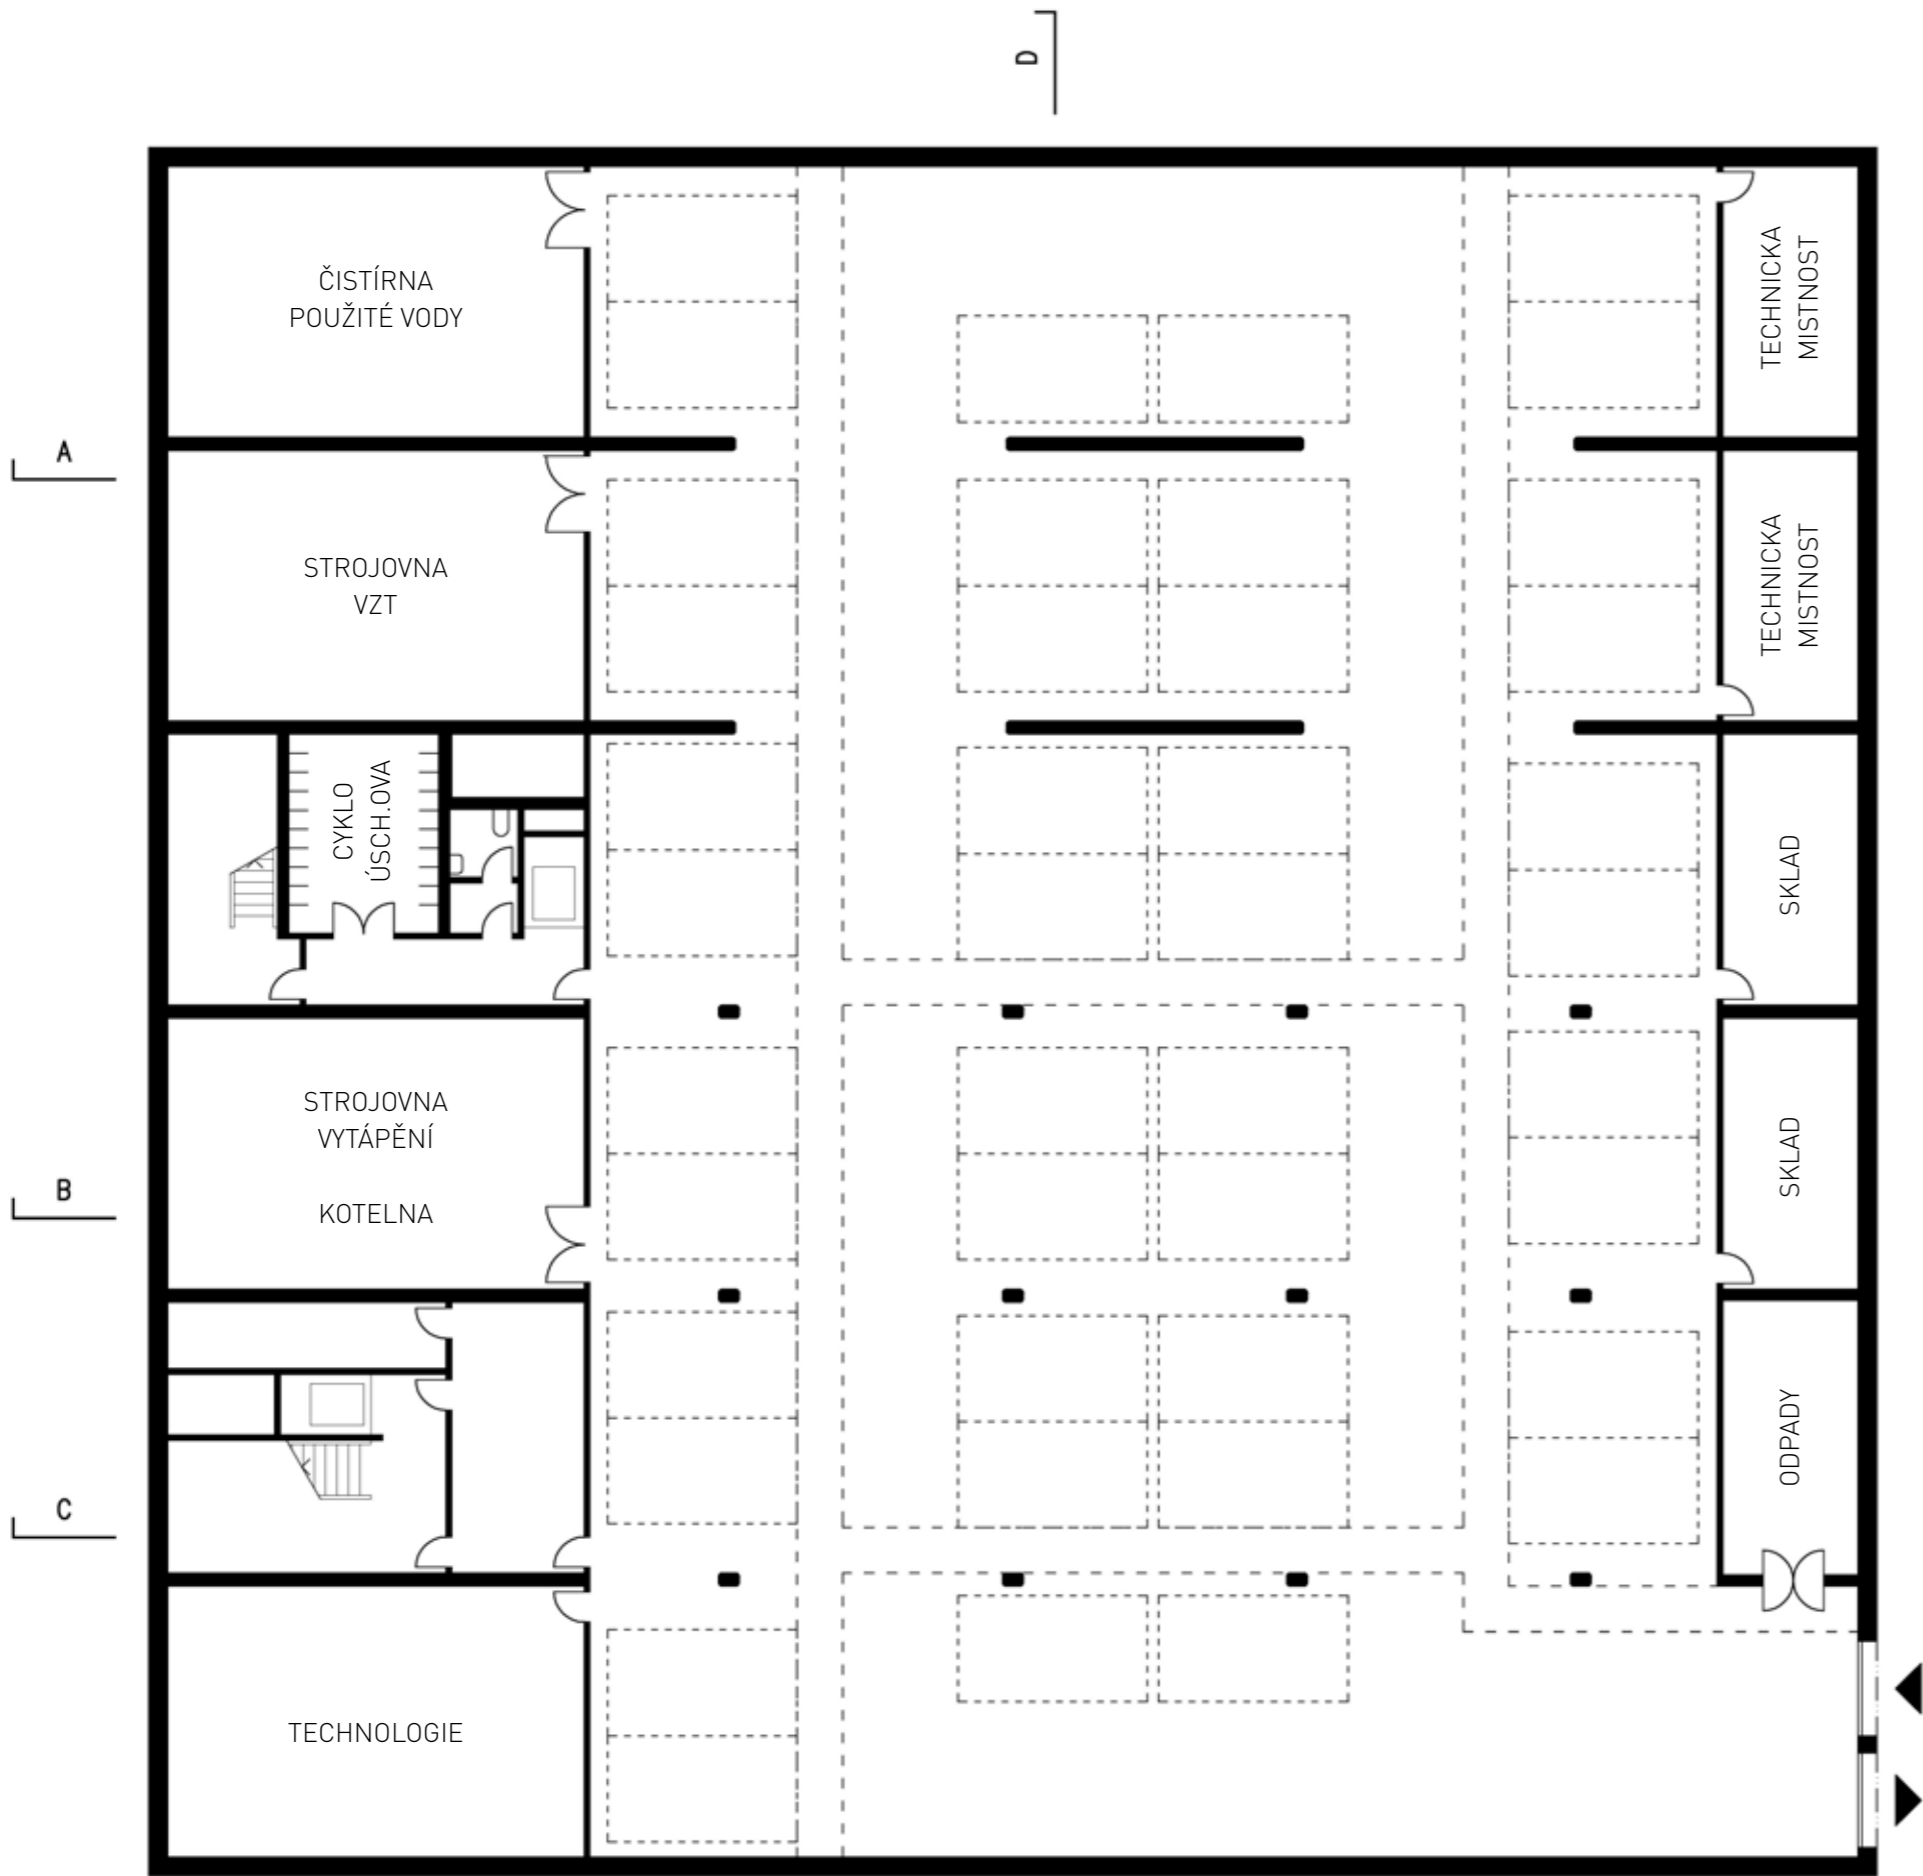 D
ČISTÍRNA
POUŽITÉ VODY
TECHNICKA
MISTNOST
A
STROJOVNA
VZT
TECHNICKA
MISTNOST
CYKLO
ÚSCH.OVA
SKLAD
STROJOVNA
VYTÁPĚNÍ
KOTELNA
SKLAD
B
ODPADY
C
TECHNOLOGIE